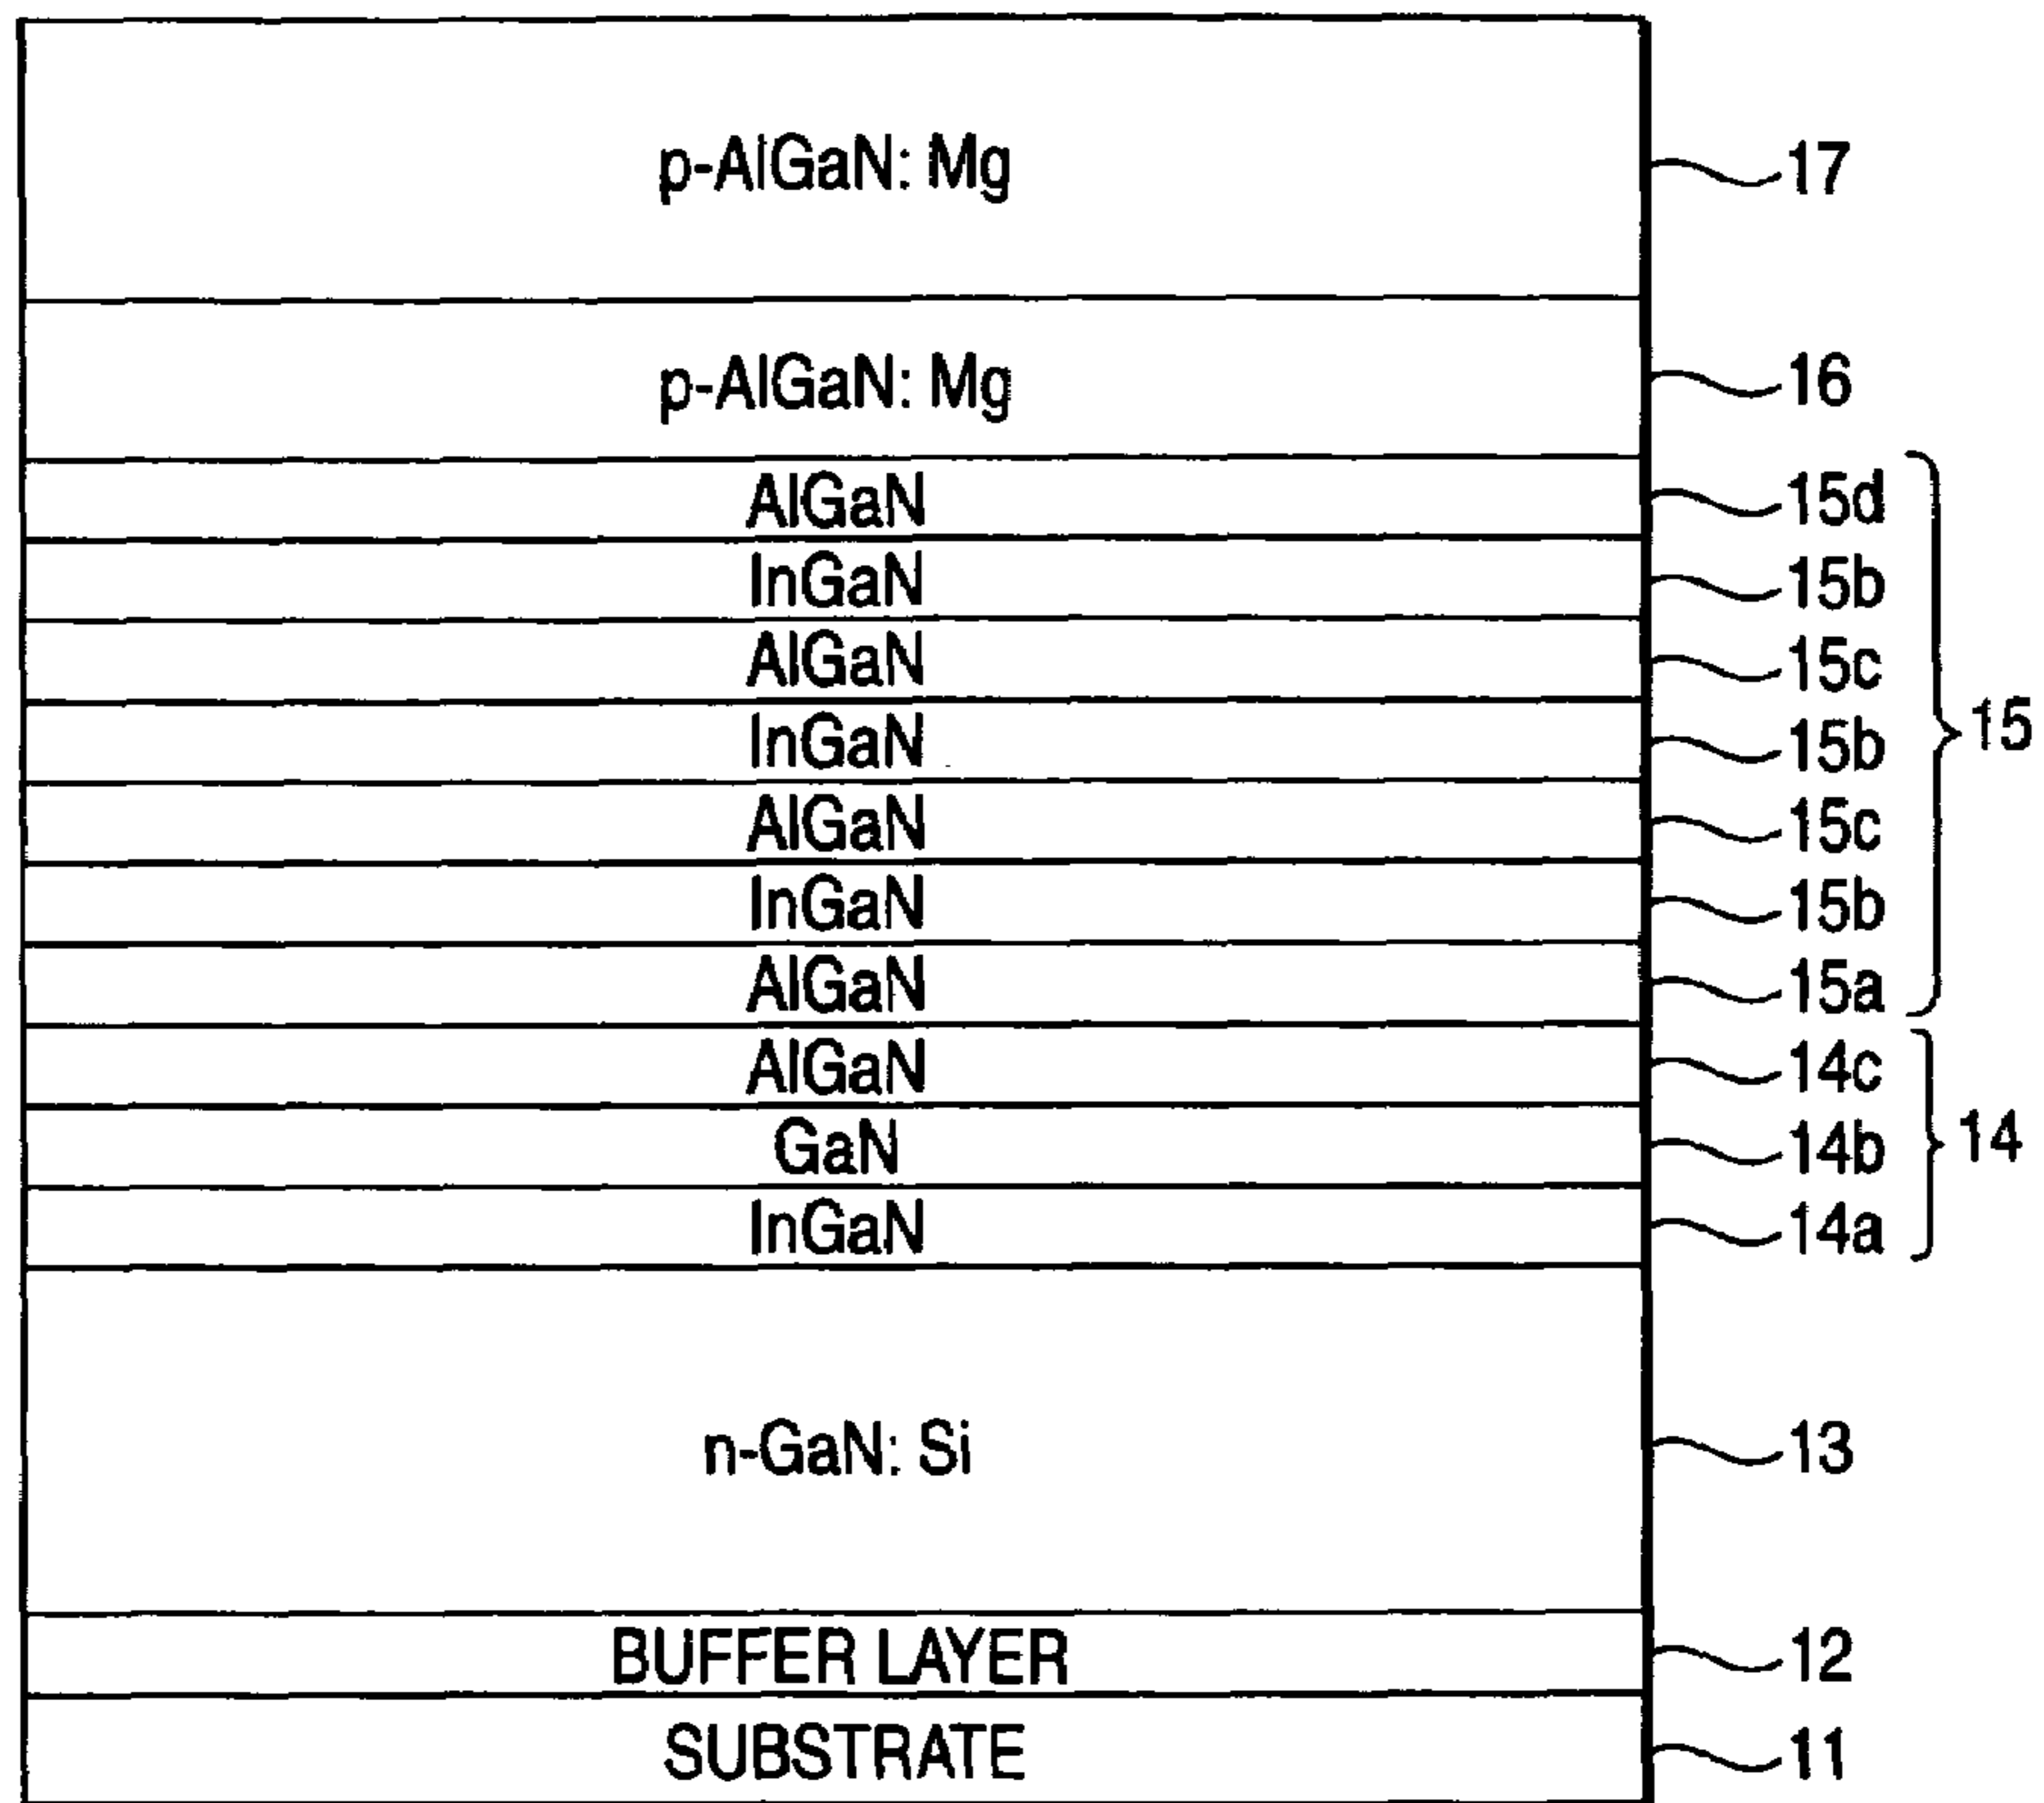 p-AlGaN: Mg 17
p-AlGaN: Mg 16
AlGaN 15d
InGaN 15b
AlGaN 15c
InGaN 15b
15
AlGaN 15c
InGaN 15b
AlGaN 15a
AlGaN 14c
GaN 14b
14
InGaN 14a
n-GaN: Si 13
BUFFER LAYER 12
SUBSTRATE 11